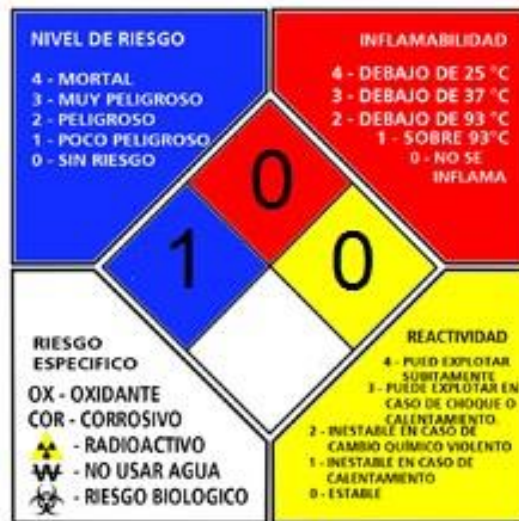 NIVEL DE RIESGO
4 - MORTAL
3 - MUY PELIGROSO
2 - PELIGROSO
1 - POCO PELIGROSO
0 - SIN RIESGO
INFLAMABILIDAD
4 - DEBAJO DE 25 °C
3 - DEBAJO DE 37 °C
2 - DEBAJO DE 93 °C
1 - SOBRE 93°C
0 - NO SE
INFLAMA
0
1
0
RIESGO
ESPECIFICO
OX - OXIDANTE
COR - CORROSIVO
- RADIOACTIVO
W - NO USAR AGUA
- RIESGO BIOLOGICO
REACTIVIDAD
4 - PUED EXPLOTAR
SÚBITAMENTE
3 - PUEDE EXPLOTAR EN
CASO DE CHOQUE O
CALENTAMIENTO.
2 - INESTABLE EN CASO DE
CAMBIO QUÍMICO VIOLENTO
1 - INESTABLE EN CASO DE
CALENTAMIENTO
0 - ESTABLE